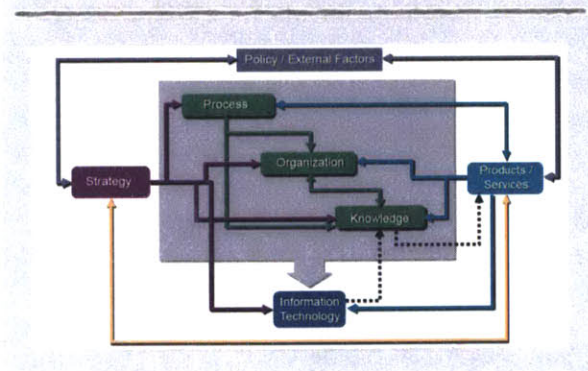 Policy / External Factors
Process
Organization
Strategy
Products /
Services
Knowledge
Information
Technology